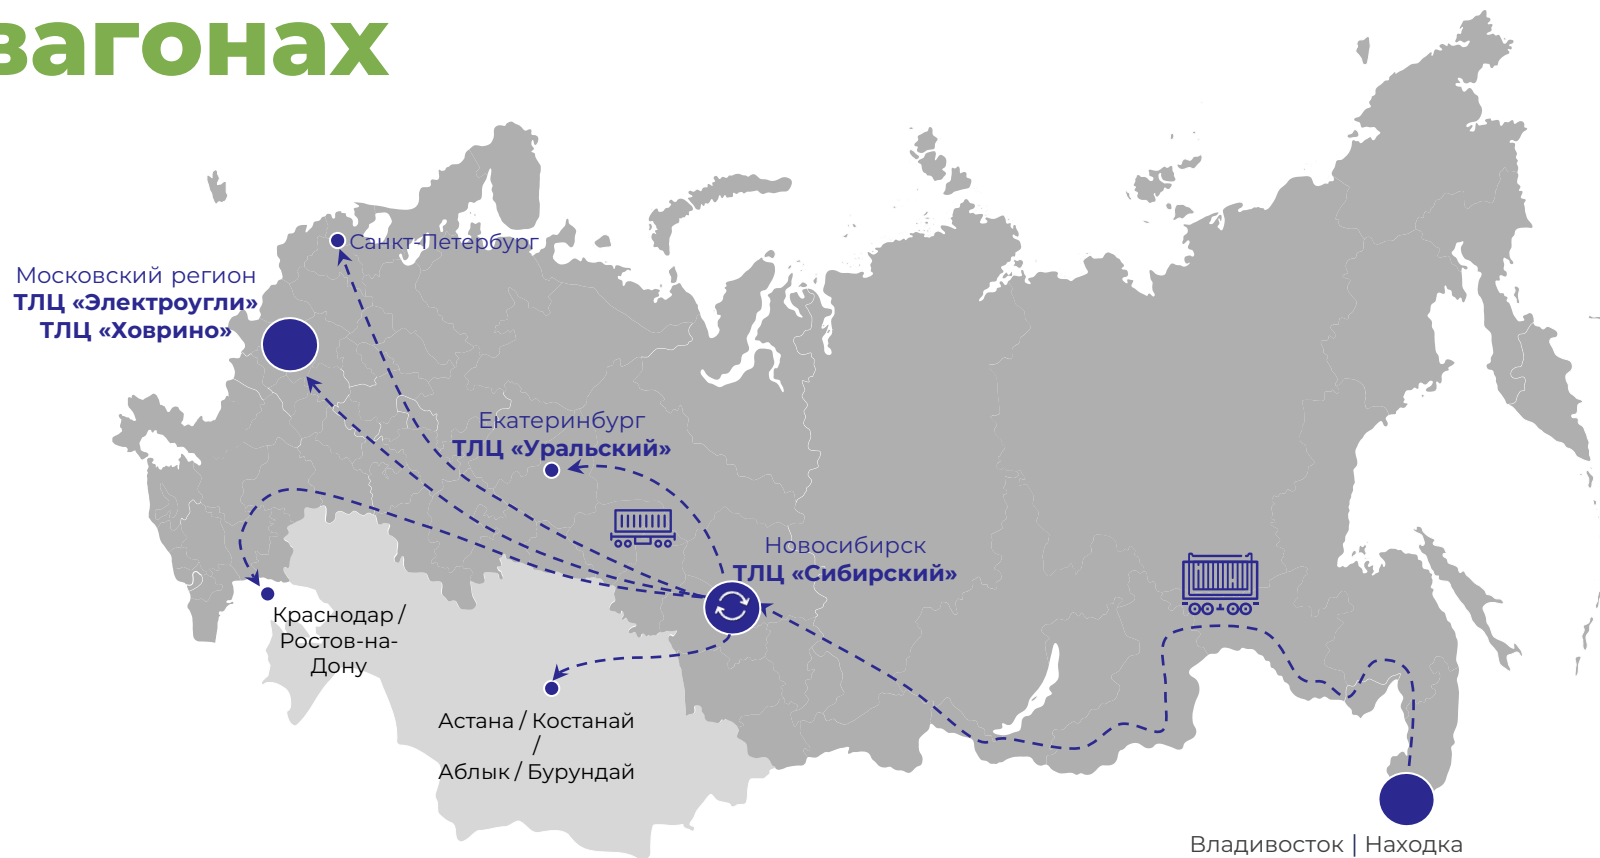 вагонах
Санкт-Петербург
Московский регион
ТЛЦ «Электроугли»
ТЛЦ «Ховрино»
Екатеринбург
ТЛЦ «Уральский»
Новосибирск
ТЛЦ «Сибирский»
Краснодар /
Ростов-на-
Дону
Астана / Костанай
/
Аблык / Бурундай
Владивосток | Находка